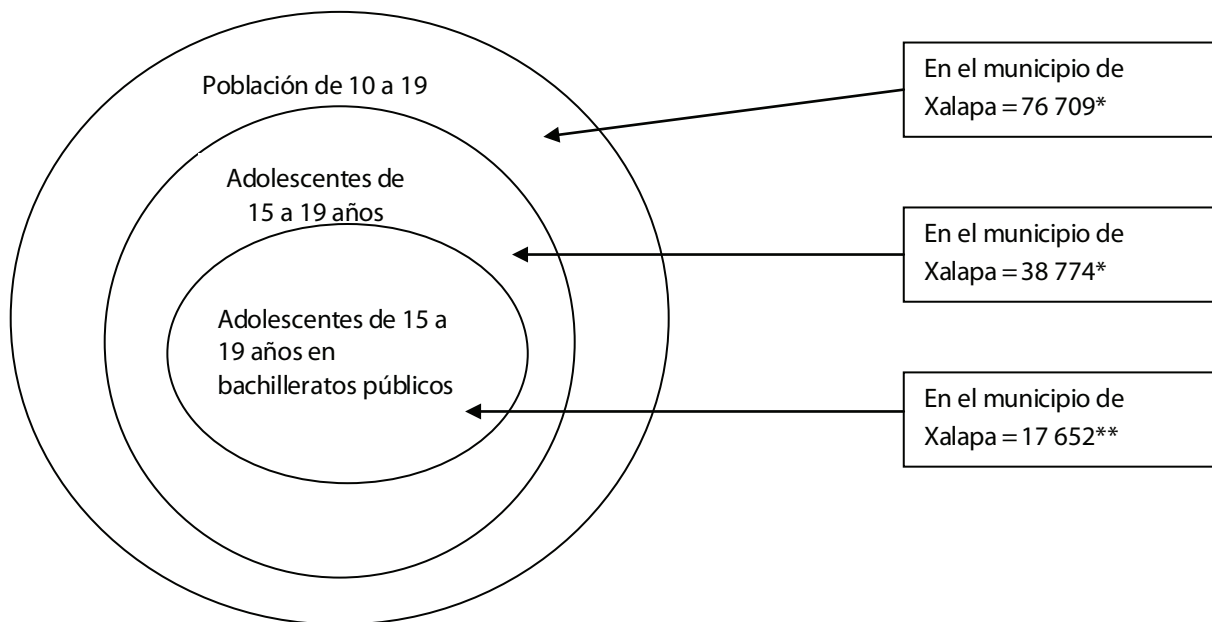 Población de 10 a 19
Adolescentes de
15 a 19 años
Adolescentes de 15 a
19 años en
bachilleratos públicos
En el municipio de
Xalapa = 76 709*
En el municipio de
Xalapa = 38 774*
En el municipio de
Xalapa = 17 652**